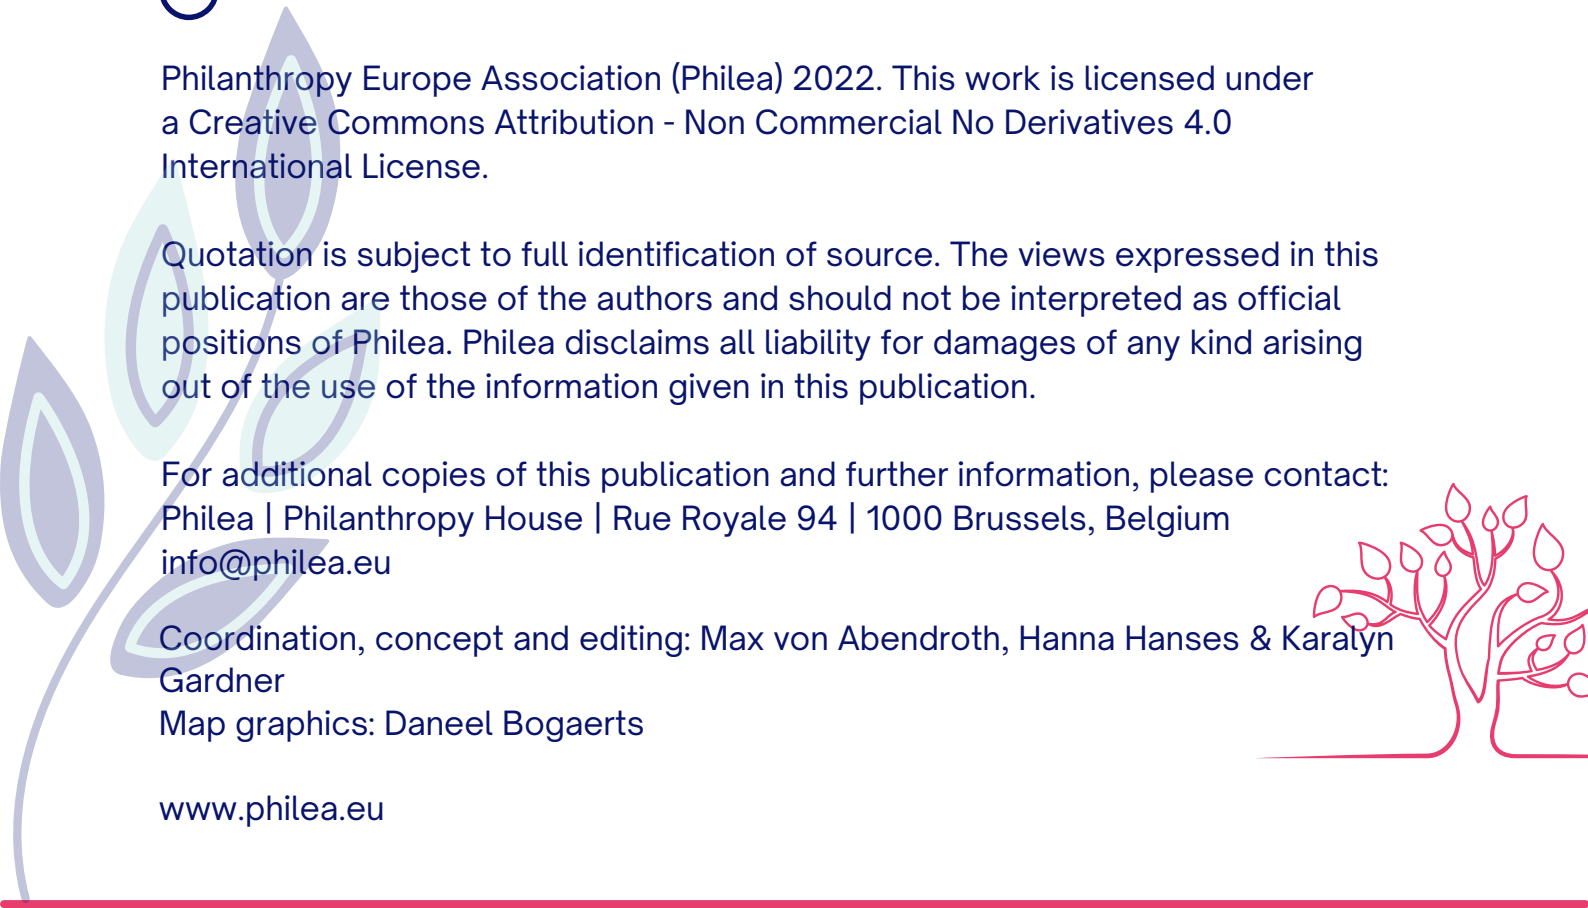 Philanthropy Europe Association (Philea) 2022. This work is licensed under
a Creative Commons Attribution - Non Commercial No Derivatives 4.0
International License.
Quotation is subject to full identification of source. The views expressed in this
publication are those of the authors and should not be interpreted as official
positions of Philea. Philea disclaims all liability for damages of any kind arising
out of the use of the information given in this publication.
For additional copies of this publication and further information, please contact:
Philea | Philanthropy House | Rue Royale 94 | 1000 Brussels, Belgium
info@philea.eu
Coordination, concept and editing: Max von Abendroth, Hanna Hanses & Karalyn
Gardner
Map graphics: Daneel Bogaerts
www.philea.eu